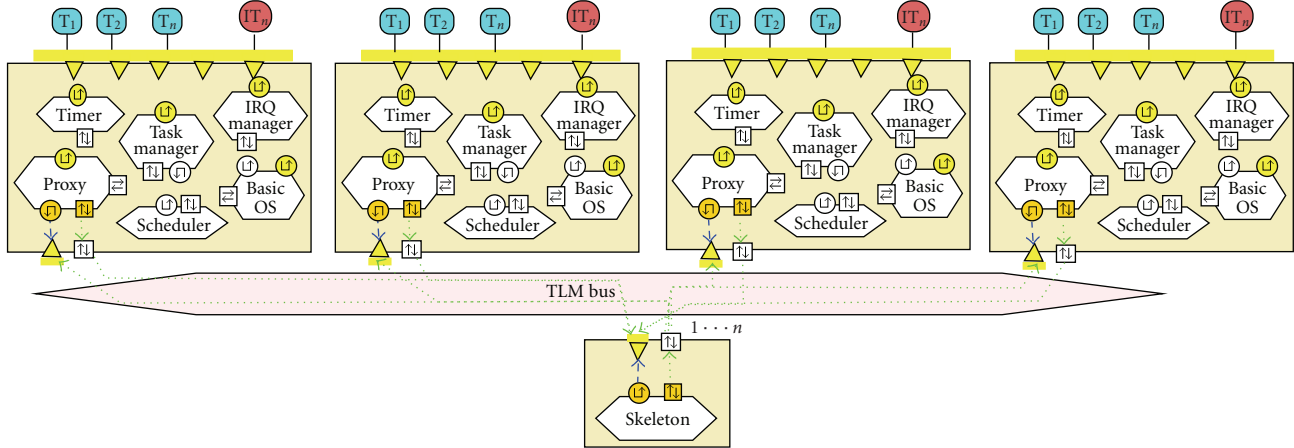 T1 T2 Tn ITn
T1 T2 Tn ITn
T1 T2 Tn ITn
T1 T2 Tn ITn
Timer
Task
manager
IRQ
manager
Proxy
Basic
OS
Scheduler
Timer
Task
manager
IRQ
manager
Proxy
Basic
OS
Scheduler
Timer
Task
manager
IRQ
manager
Proxy
Basic
OS
Scheduler
Timer
Task
manager
IRQ
manager
Proxy
Basic
OS
Scheduler
TLM bus
1 · · · n
Skeleton